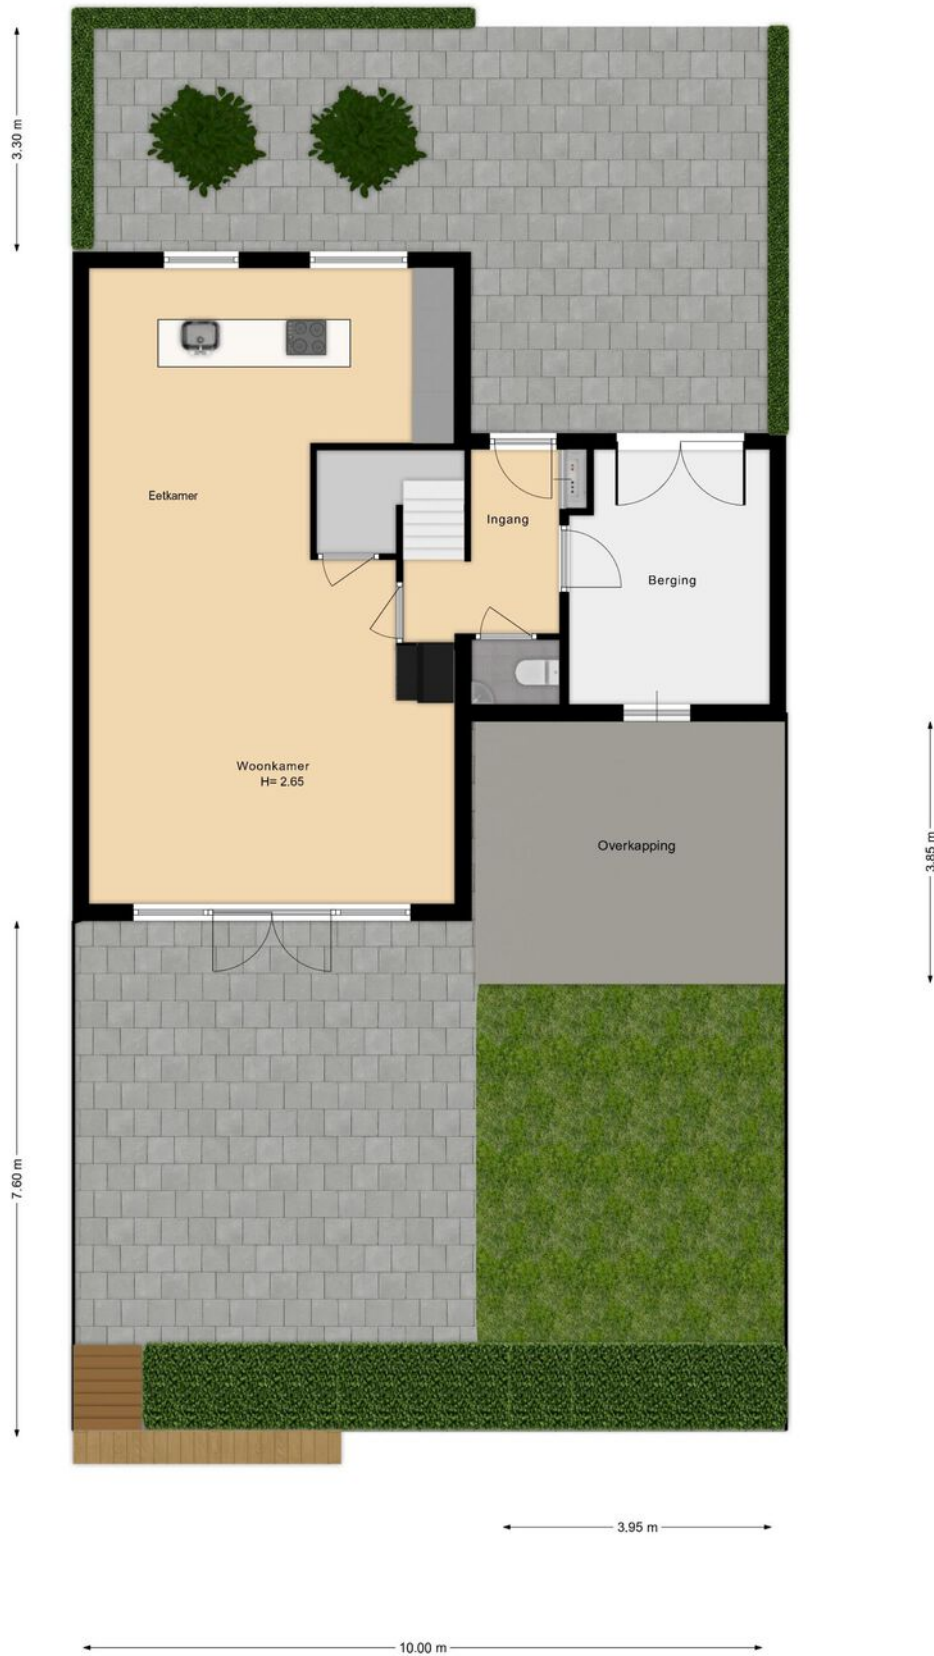 3.30 m
Eetkamer
Ingang
Berging
Woonkamer
H= 2.65
Overkapping
3.85 m
7.60 m
3.95 m
10.00 m